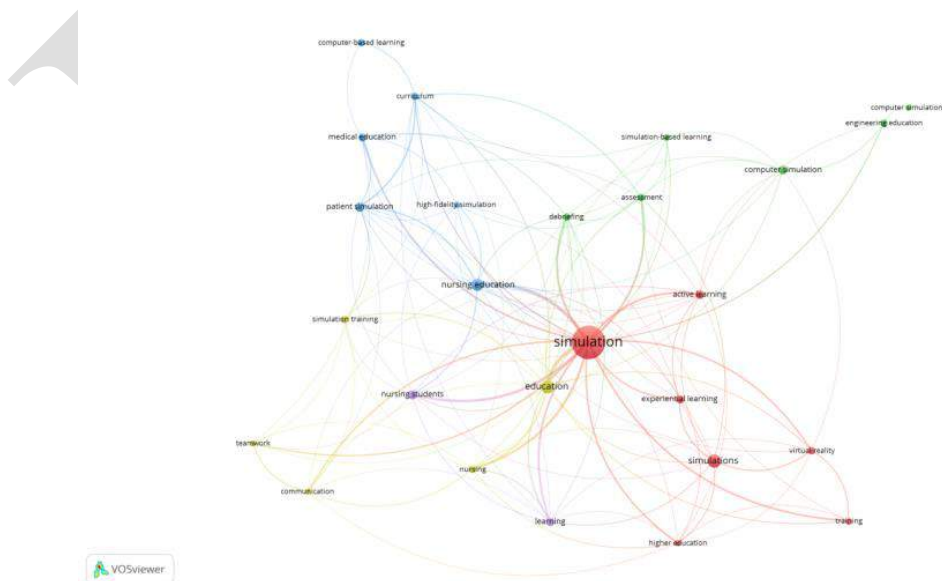 computer-based learning
curriculum
computer simulation
engineering education
medical education
simulation-based learning
computer simulation
patient simulation
high-fidelity simulation
assessment
debriefing
nursing education
active learning
simulation training
simulation
education
nursing students
experiential learning
teamwork
virtual reality
simulations
nursing
communication
learning
training
higher education
VOSviewer